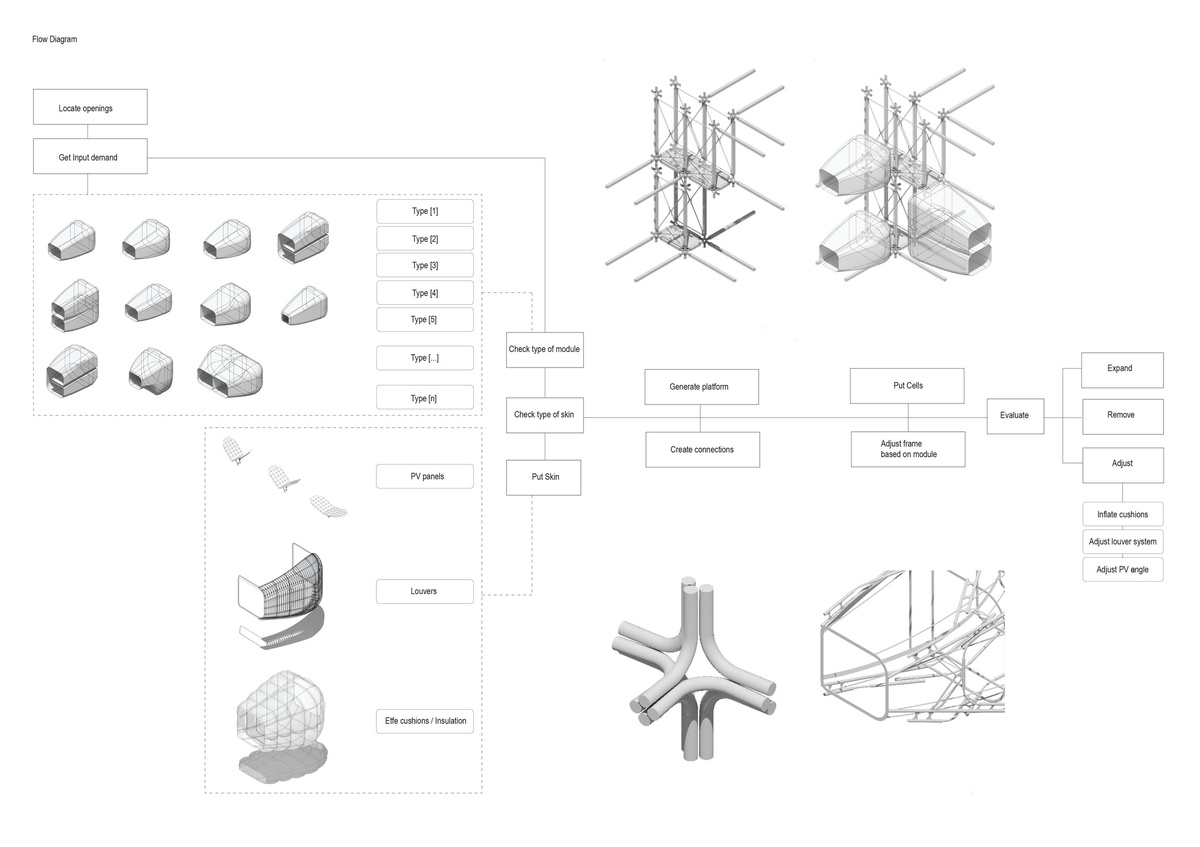 Flow Diagram
Locate openings
Get Input demand
Type [1]
Type [2]
Type [3]
Type [4]
Type [5]
Type [...]
Type [n]
Check type of module
Check type of skin
Put Skin
PV panels
Louvers
Etfe cushions / Insulation
Generate platform
Create connections
Put Cells
Adjust frame
based on module
Evaluate
Expand
Remove
Adjust
Inflate cushions
Adjust louver system
Adjust PV angle